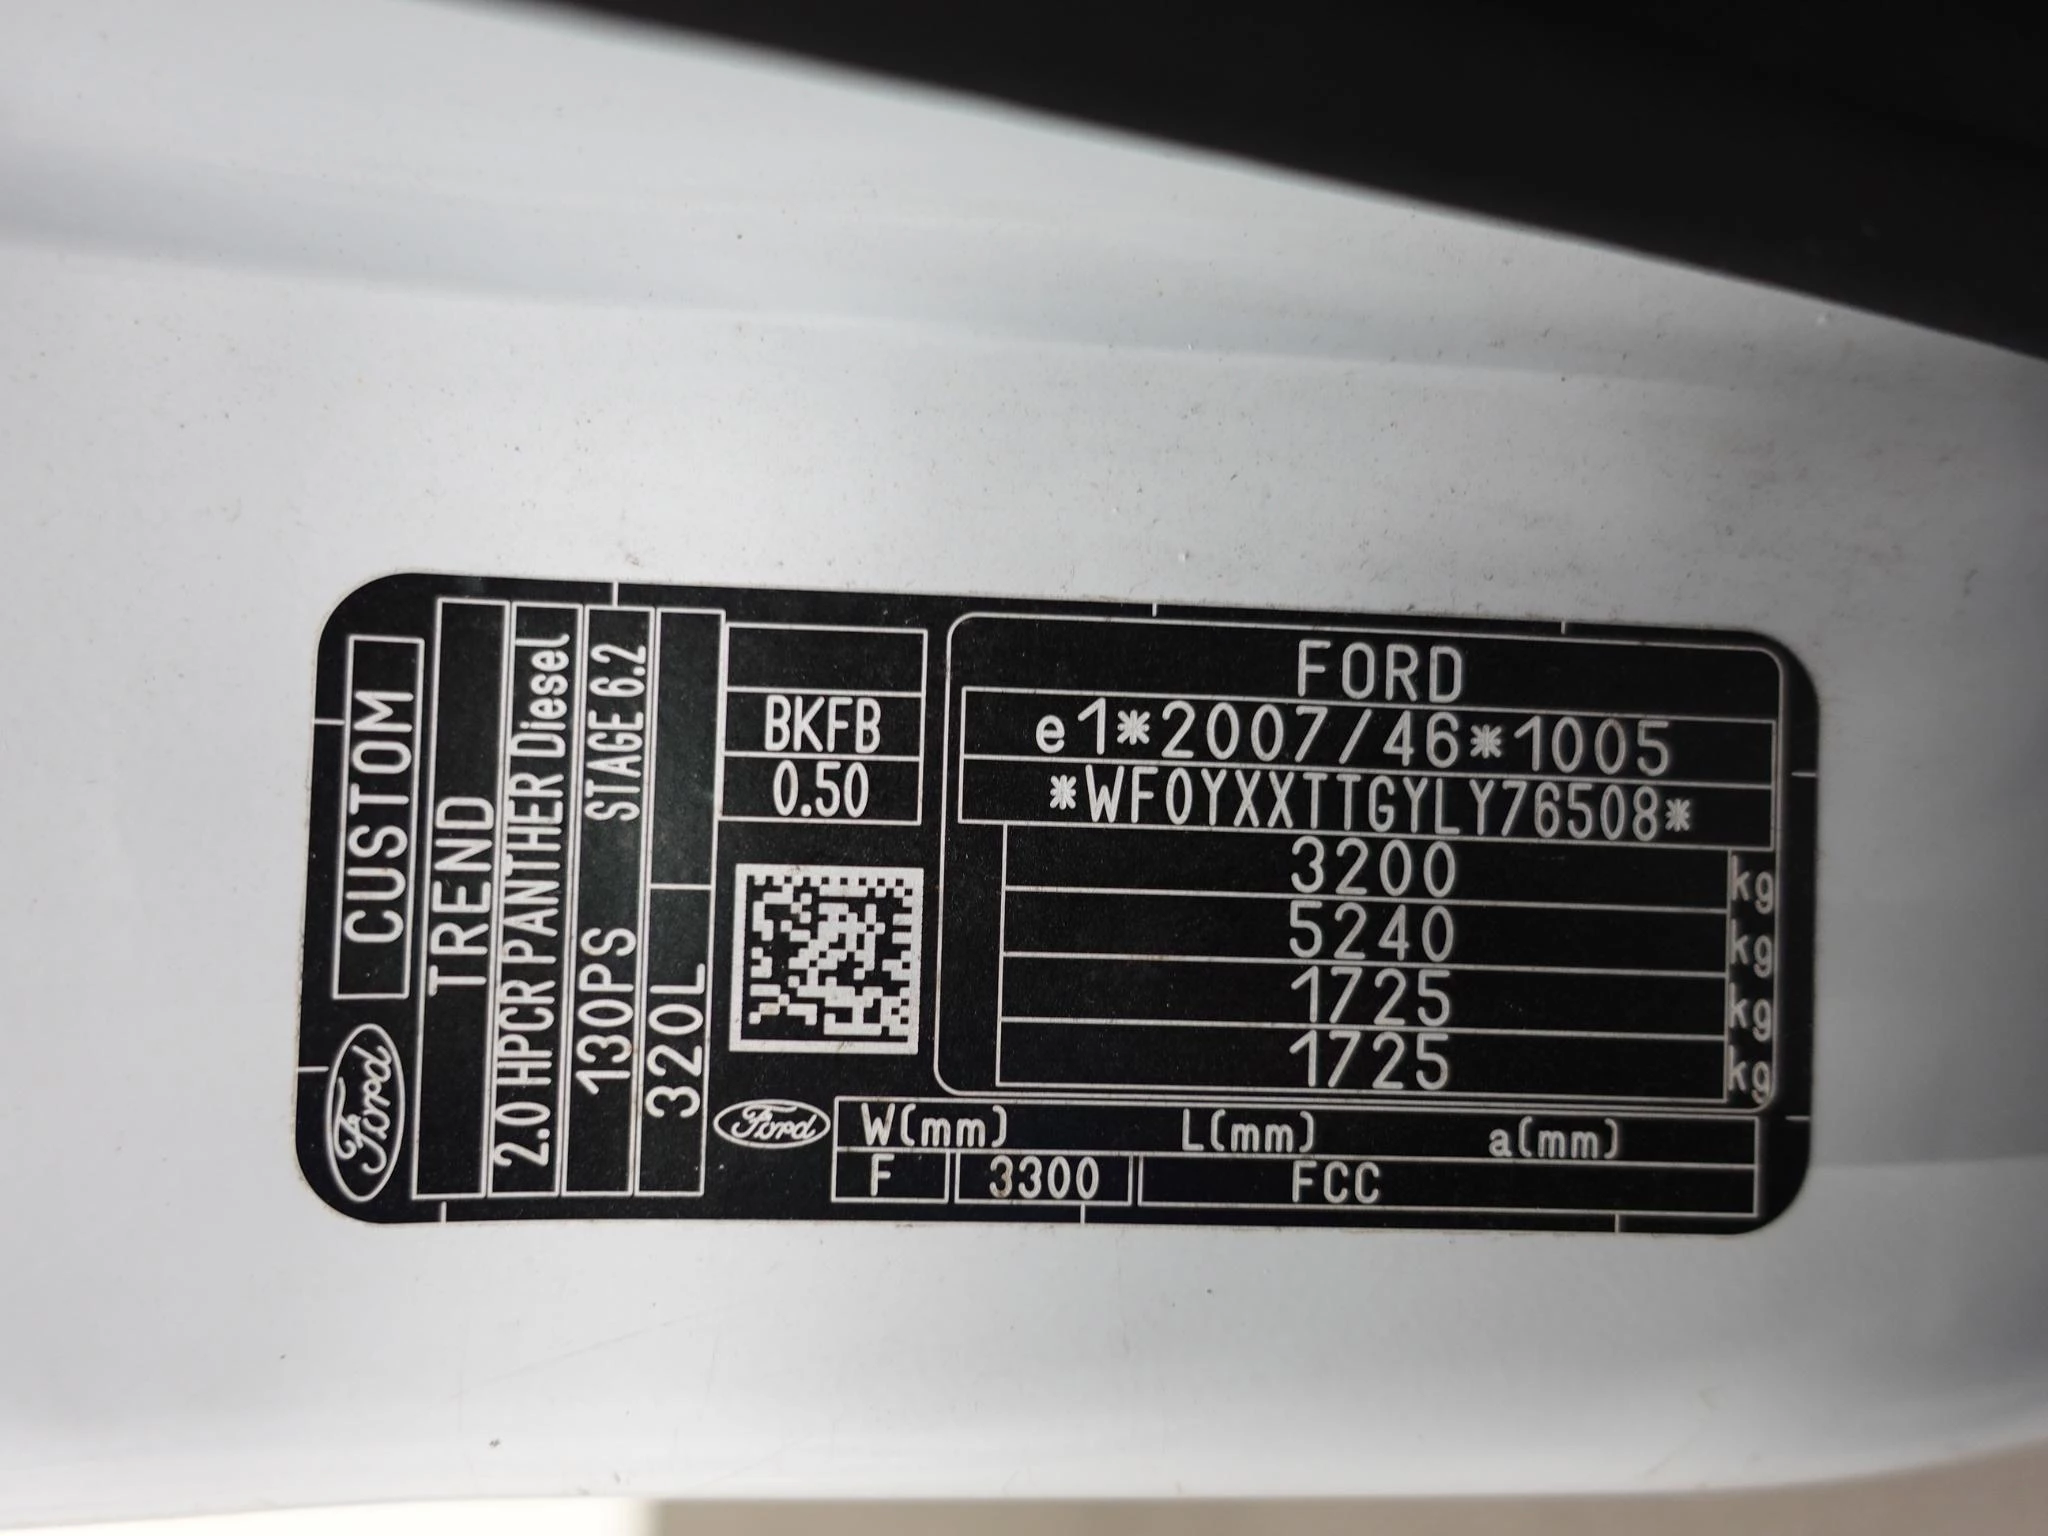 Ford
CUSTOM
TREND
2.0 HPCR PANTHER Diesel
130PS STAGE 6.2
320L
BKFB
0.50
FORD
e1*2007/46*1005
*WF0YXXTTGYLY76508*
3200 kg
5240 kg
1725 kg
1725 kg
Ford
W(mm) L(mm) a(mm)
F 3300 FCC